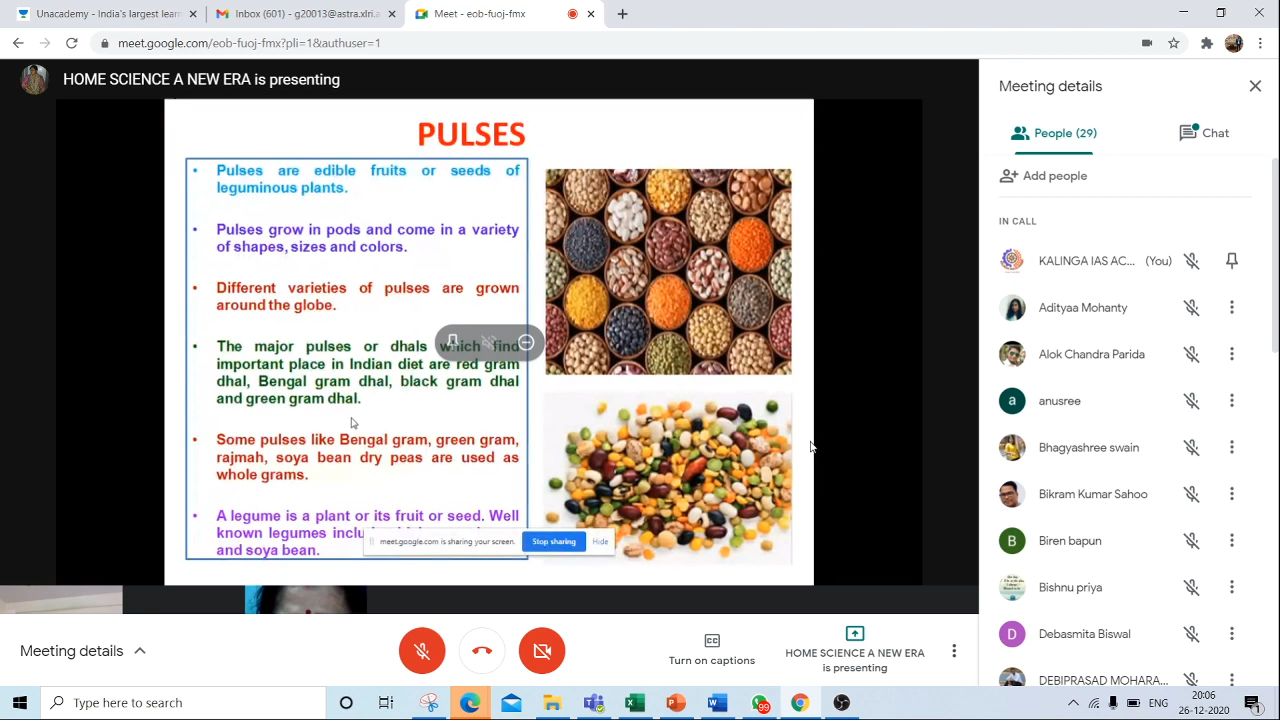 Unacademy - India's largest learn
Inbox (601) - g20013@astra.xlri.a
Meet - eob-fuoj-fmx
meet.google.com/eob-fuoj-fmx?pli=1&authuser=1
HOME SCIENCE A NEW ERA is presenting
PULSES
• Pulses are edible fruits or seeds of
leguminous plants.
• Pulses grow in pods and come in a variety
of shapes, sizes and colors.
• Different varieties of pulses are grown
around the globe.
• The major pulses or dhals which find
important place in Indian diet are red gram
dhal, Bengal gram dhal, black gram dhal
and green gram dhal.
• Some pulses like Bengal gram, green gram,
rajmah, soya bean dry peas are used as
whole grams.
• A legume is a plant or its fruit or seed. Well
known legumes
and soya bean.
meet.google.com is sharing your screen.
Stop sharing
Hide
Meeting details
Turn on captions
HOME SCIENCE A NEW ERA
is presenting
Meeting details
People (29)
Chat
Add people
IN CALL
KALINGA IAS AC... (You)
Adityaa Mohanty
Alok Chandra Parida
a
anusree
Bhagyashree swain
Bikram Kumar Sahoo
B
Biren bapun
Bishnu priya
D
Debasmita Biswal
DEBIPRASAD MOHARA...
Type here to search
99
20:06
26-12-2020
1